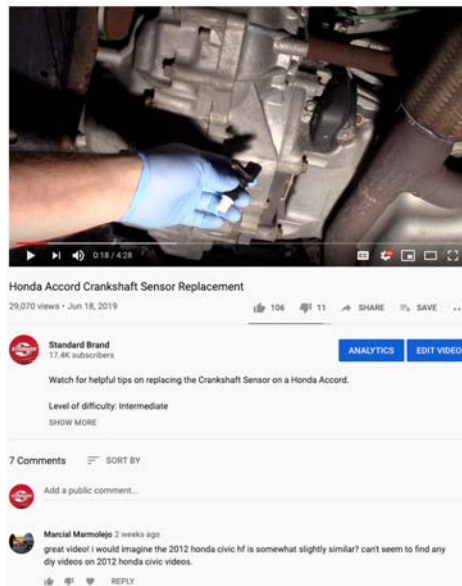 0:18 / 4:28
CC
Honda Accord Crankshaft Sensor Replacement
29,070 views • Jun 18, 2019
106
11
SHARE
SAVE
Standard Brand
17.4K subscribers
ANALYTICS
EDIT VIDEO
Watch for helpful tips on replacing the Crankshaft Sensor on a Honda Accord.
Level of difficulty: Intermediate
SHOW MORE
7 Comments
SORT BY
Add a public comment...
Marcial Marmolejo 2 weeks ago
great video! i would imagine the 2012 honda civic hf is somewhat slightly similar? can't seem to find any
diy videos on 2012 honda civic videos.
REPLY